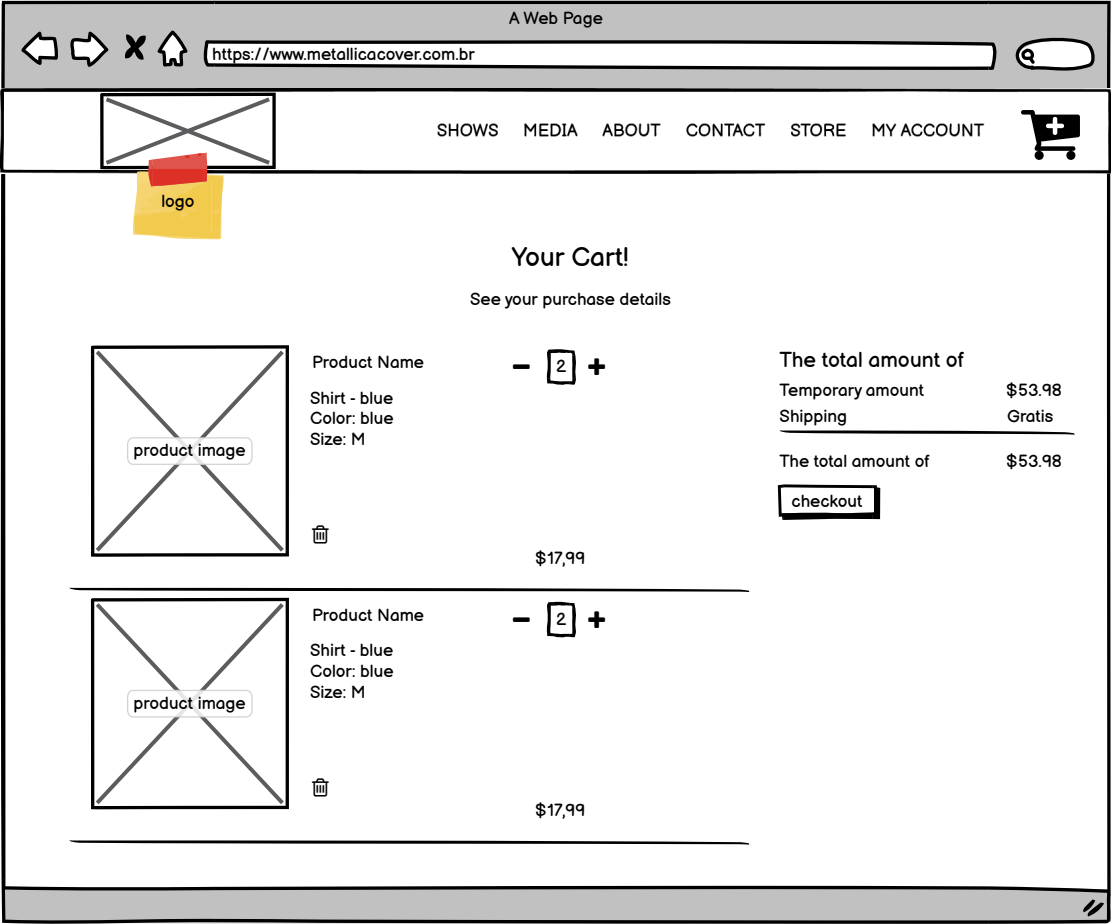 A Web Page
https://www.metallicacover.com.br
SHOWS MEDIA ABOUT CONTACT STORE MY ACCOUNT
logo
Your Cart!
See your purchase details
product image
Product Name
2
Shirt - blue
Color: blue
Size: M
$17,99
product image
Product Name
2
Shirt - blue
Color: blue
Size: M
$17,99
The total amount of
Temporary amount $53.98
Shipping Gratis
The total amount of $53.98
checkout